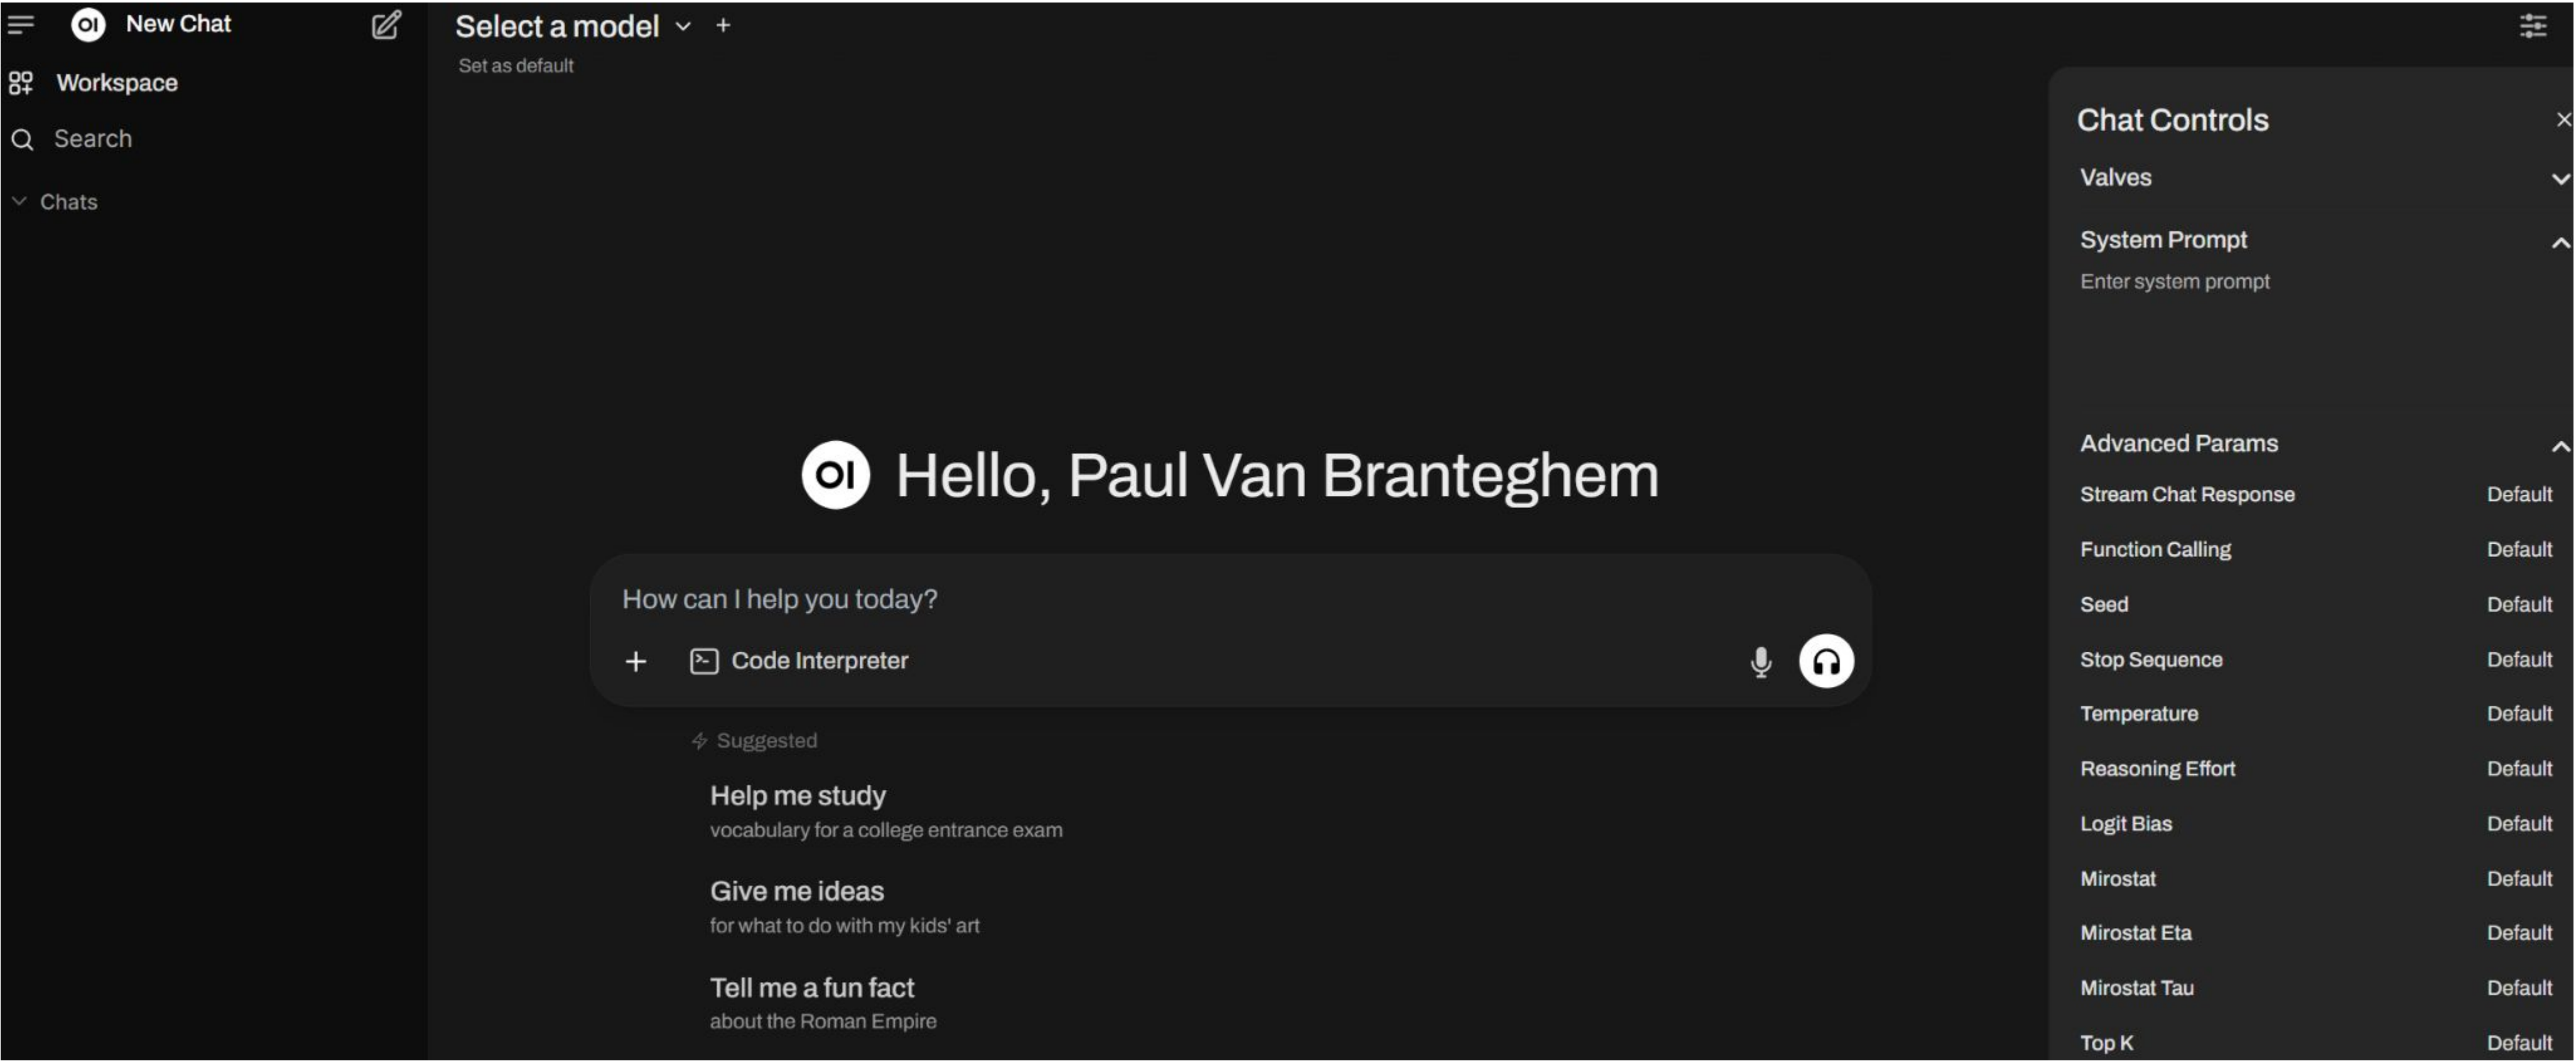 OI New Chat
Workspace
Search
Chats
Select a model
Set as default
OI Hello, Paul Van Branteghem
How can I help you today?
Code Interpreter
Suggested
Help me study
vocabulary for a college entrance exam
Give me ideas
for what to do with my kids' art
Tell me a fun fact
about the Roman Empire
Chat Controls
Valves
System Prompt
Enter system prompt
Advanced Params
Stream Chat Response Default
Function Calling Default
Seed Default
Stop Sequence Default
Temperature Default
Reasoning Effort Default
Logit Bias Default
Mirostat Default
Mirostat Eta Default
Mirostat Tau Default
Top K Default